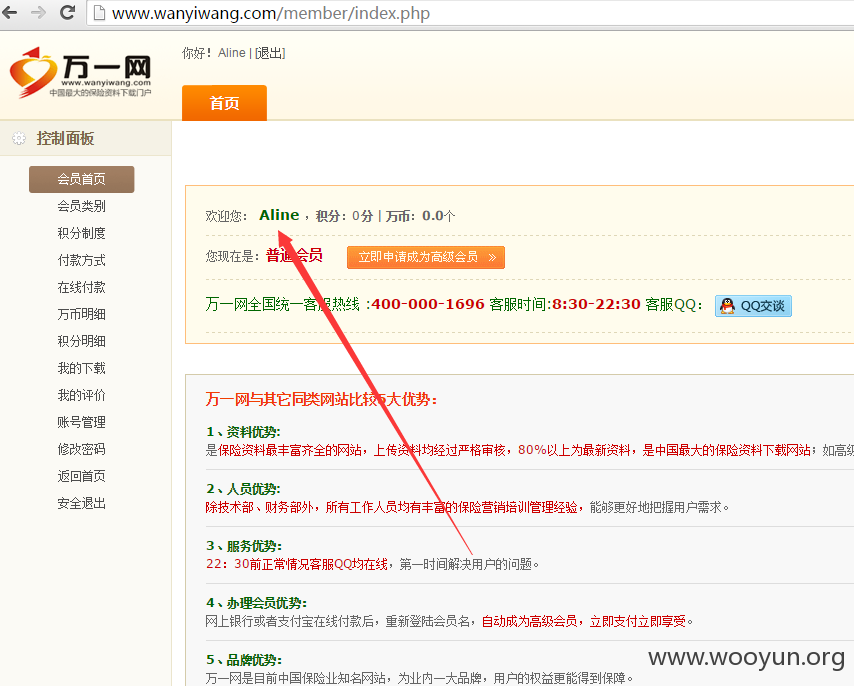 www.wanyiwang.com/member/index.php
你好！Aline | [退出]
万一网
www.wanyiwang.com
中国最大的保险资料下载门户
首页
控制面板
会员首页
会员类别
积分制度
付款方式
在线付款
万币明细
积分明细
我的下载
我的评价
账号管理
修改密码
返回首页
安全退出
欢迎您： Aline ，积分：0分 | 万币：0.0个
您现在是：普通会员 立即申请成为高级会员 »
万一网全国统一客服热线 :400-000-1696 客服时间:8:30-22:30 客服QQ： QQ交谈
万一网与其它同类网站比较5大优势：
1、资料优势:
是保险资料最丰富齐全的网站，上传资料均经过严格审核，80%以上为最新资料，是中国最大的保险资料下载网站；如高级
2、人员优势:
除技术部、财务部外，所有工作人员均有丰富的保险营销培训管理经验，能够更好地把握用户需求。
3、服务优势:
22：30前正常情况客服QQ均在线，第一时间解决用户的问题。
4、办理会员优势:
网上银行或者支付宝在线付款后，重新登陆会员名，自动成为高级会员，立即支付立即享受。
5、品牌优势:
万一网是目前中国保险业知名网站，为业内一大品牌，用户的权益更能得到保障。
www.wooyun.org